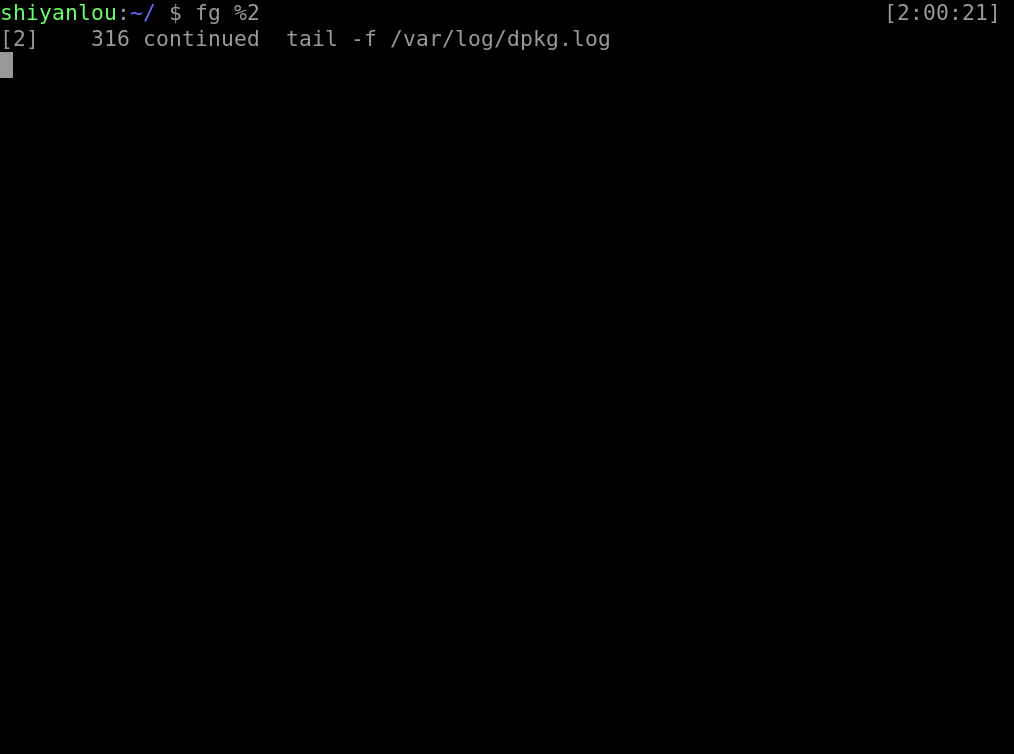 shiyanlou:~/ $ fg %2 [2:00:21]
[2]    316 continued  tail -f /var/log/dpkg.log